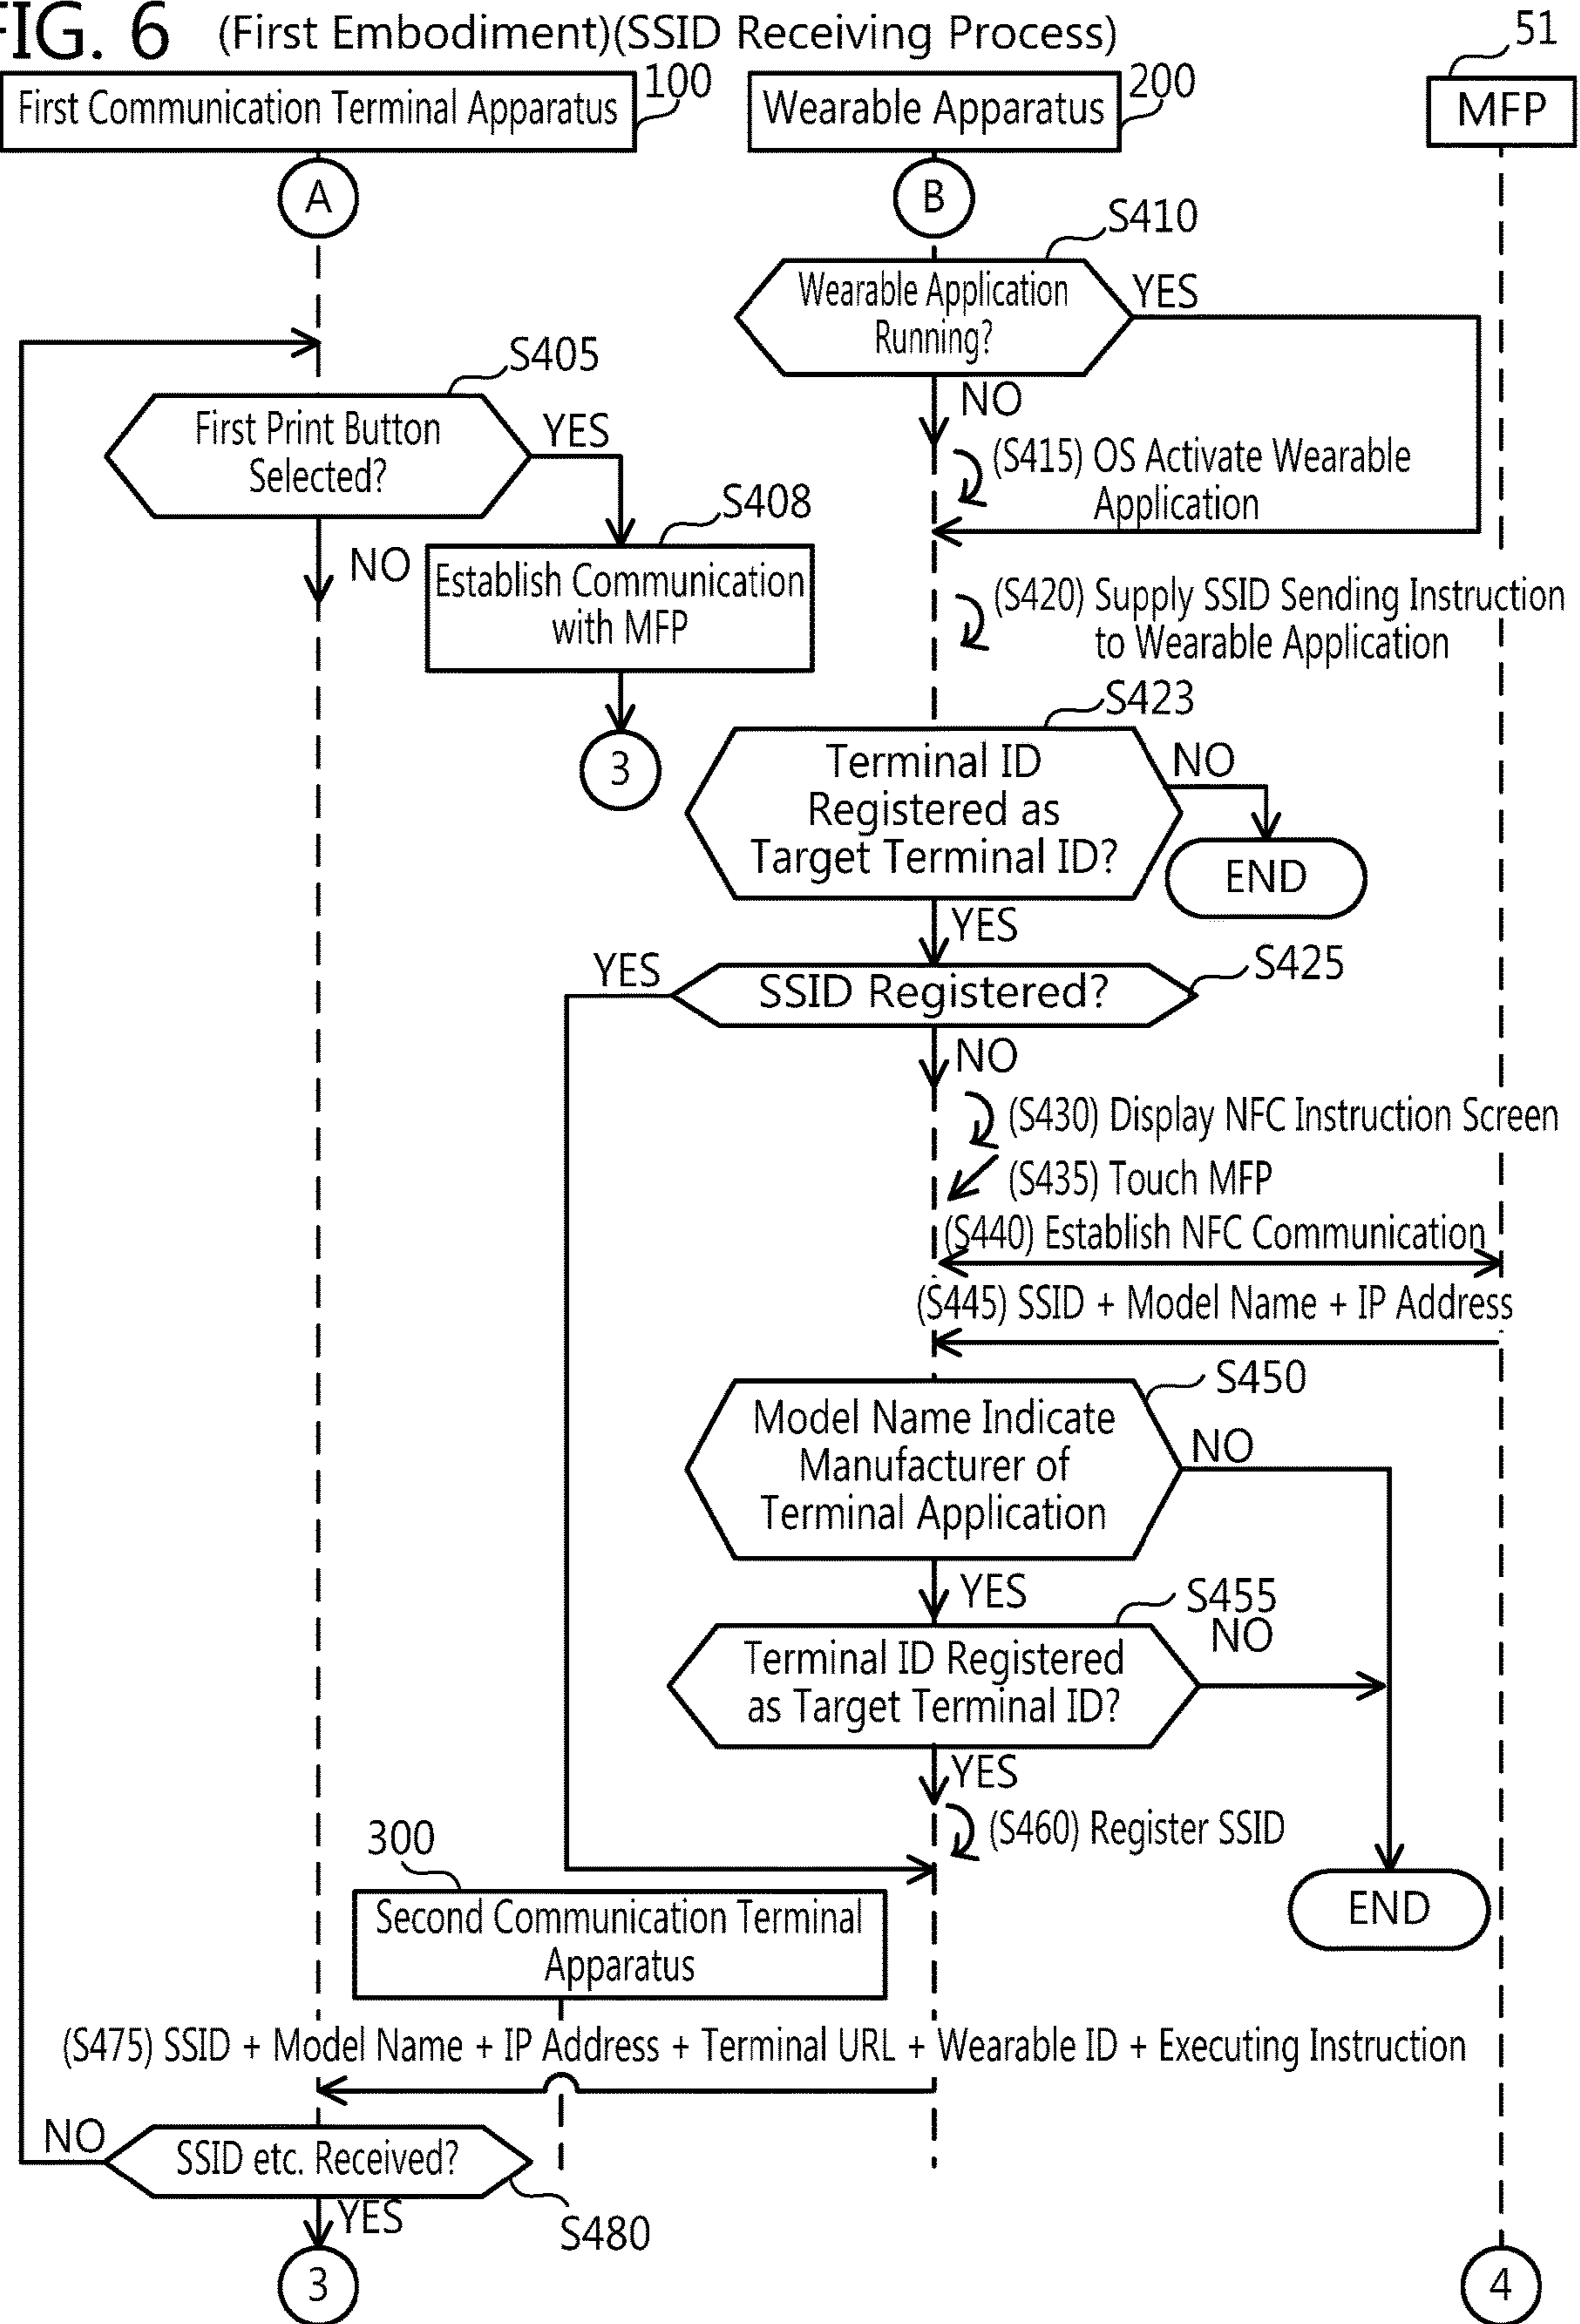 FIG. 6 (First Embodiment)(SSID Receiving Process)
51
First Communication Terminal Apparatus
100
Wearable Apparatus
200
MFP
A
B
S410
Wearable Application
Running?
YES
S405
NO
First Print Button
Selected?
YES
(S415) OS Activate Wearable
Application
S408
NO
Establish Communication
with MFP
(S420) Supply SSID Sending Instruction
to Wearable Application
S423
3
Terminal ID
Registered as
Target Terminal ID?
NO
END
YES
YES
SSID Registered?
S425
NO
(S430) Display NFC Instruction Screen
(S435) Touch MFP
(S440) Establish NFC Communication
(S445) SSID + Model Name + IP Address
S450
Model Name Indicate
Manufacturer of
Terminal Application
NO
YES
S455
NO
Terminal ID Registered
as Target Terminal ID?
YES
(S460) Register SSID
300
Second Communication Terminal
Apparatus
END
(S475) SSID + Model Name + IP Address + Terminal URL + Wearable ID + Executing Instruction
NO
SSID etc. Received?
YES
S480
3
4